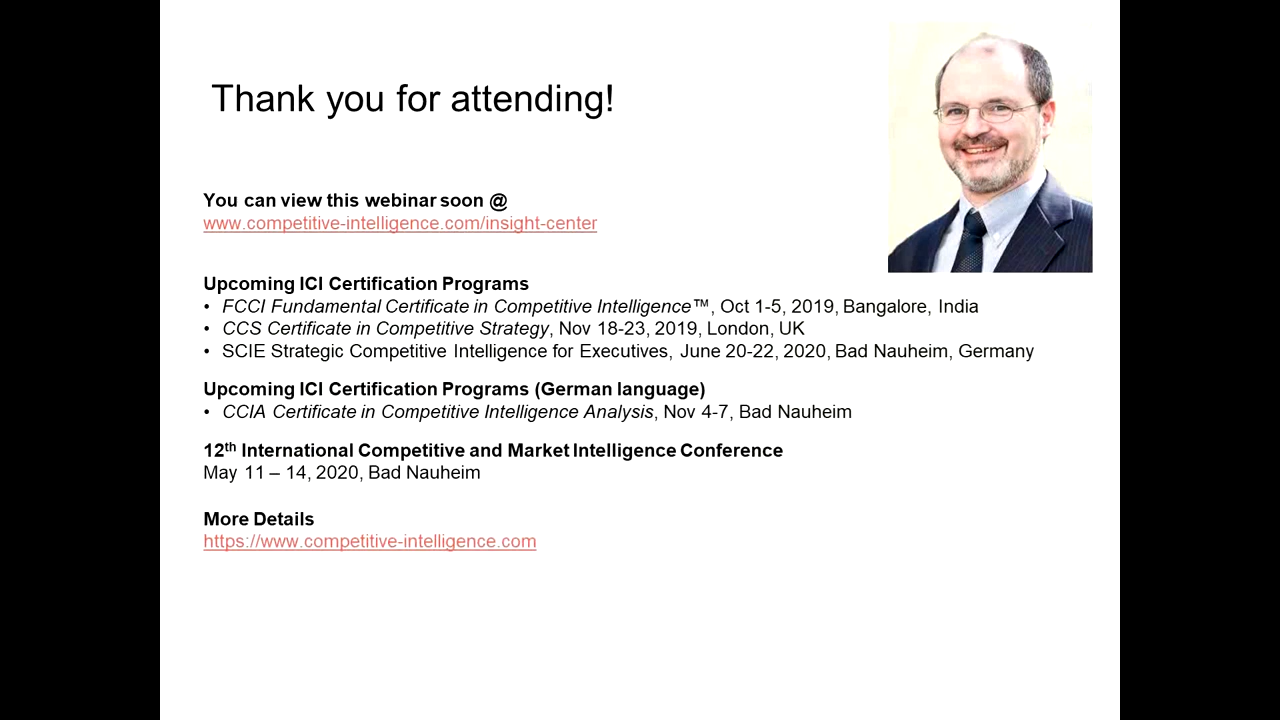 Thank you for attending!
You can view this webinar soon @
www.competitive-intelligence.com/insight-center
Upcoming ICI Certification Programs
• FCCI Fundamental Certificate in Competitive Intelligence™, Oct 1-5, 2019, Bangalore, India
• CCS Certificate in Competitive Strategy, Nov 18-23, 2019, London, UK
• SCIE Strategic Competitive Intelligence for Executives, June 20-22, 2020, Bad Nauheim, Germany
Upcoming ICI Certification Programs (German language)
• CCIA Certificate in Competitive Intelligence Analysis, Nov 4-7, Bad Nauheim
12th International Competitive and Market Intelligence Conference
May 11 – 14, 2020, Bad Nauheim
More Details
https://www.competitive-intelligence.com